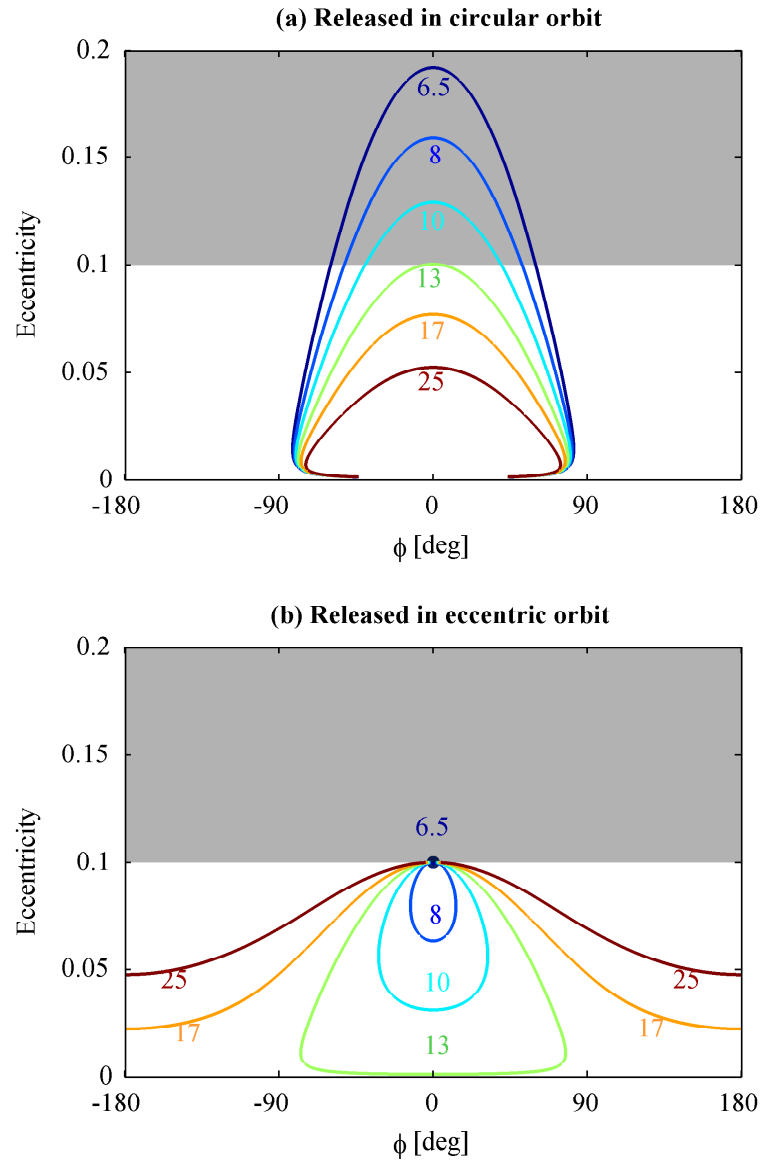 (a) Released in circular orbit
0.2
6.5
0.15
8
10
Eccentricity
0.1
13
17
0.05
25
0
-180 -90 0 90 180
ϕ [deg]
(b) Released in eccentric orbit
0.2
0.15
Eccentricity
6.5
0.1
8
0.05
25 10 25
17 13 17
0
-180 -90 0 90 180
ϕ [deg]